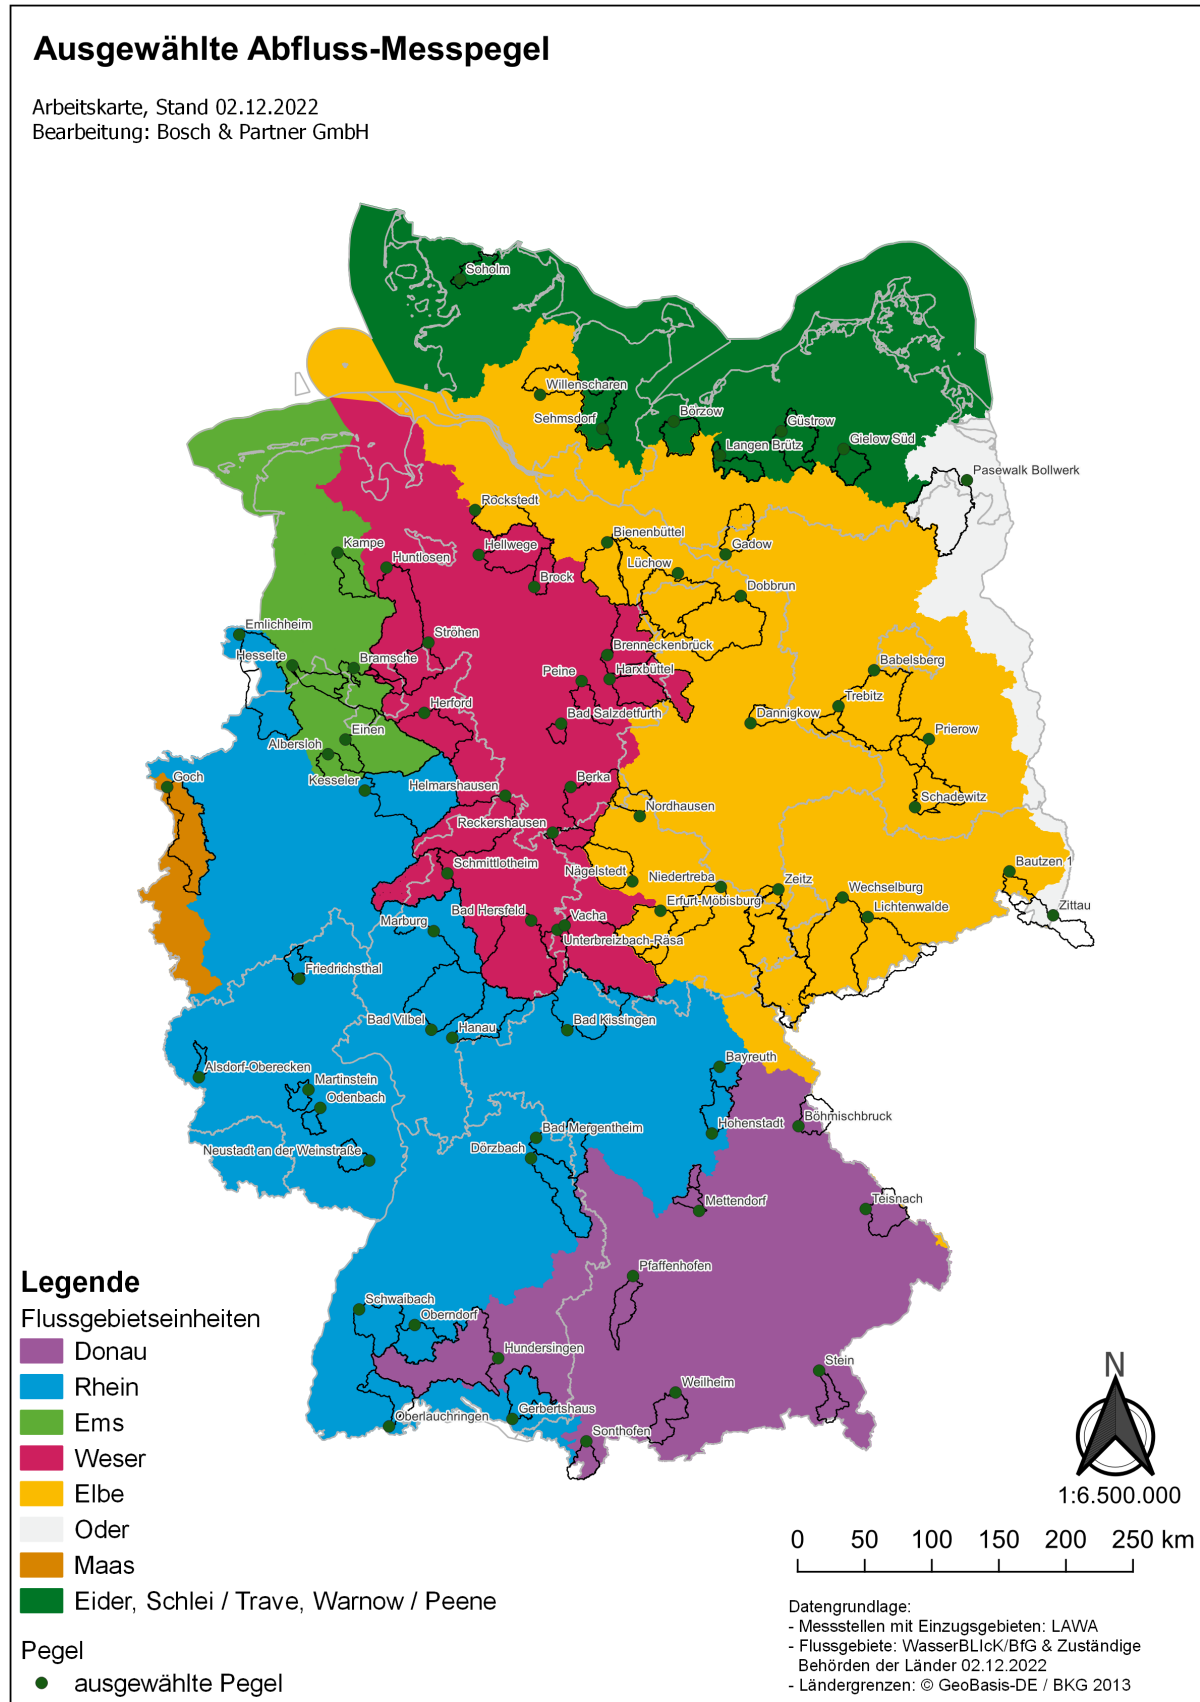 Ausgewählte Abfluss-Messpegel
Arbeitskarte, Stand 02.12.2022
Bearbeitung: Bosch & Partner GmbH
Soholm
Willenscharen
Sehmsdorf
Börzow
Güstrow
Langen Brütz
Gielow Süd
Pasewalk Bollwerk
Rockstedt
Kampe
Huntlosen
Hellwege
Bienenbüttel
Gadow
Lüchow
Brock
Dobbrun
Emlichheim
Ströhen
Hesselte
Bramsche
Brenneckenbrück
Peine
Harxbüttel
Babelsberg
Trebitz
Herford
Bad Salzdetfurth
Dannigkow
Prierow
Einen
Albersloh
Goch
Kesseler
Helmarshausen
Berka
Nordhausen
Schadewitz
Reckershausen
Schmittlotheim
Nägelstedt
Niedertreba
Zeitz
Wechselburg
Bautzen 1
Erfurt-Möbisburg
Lichtenwalde
Zittau
Marburg
Bad Hersfeld
Vacha
Unterbreizbach-Räsa
Friedrichsthal
Bad Vilbel
Hanau
Bad Kissingen
Bayreuth
Alsdorf-Oberecken
Martinstein
Odenbach
Böhmischbruck
Hohenstadt
Bad Mergentheim
Dörzbach
Neustadt an der Weinstraße
Mettendorf
Teisnach
Pfaffenhofen
Schwaibach
Oberndorf
Hundersingen
Stein
Weilheim
Oberlauchringen
Gerbertshaus
Sonthofen
Legende
Flussgebietseinheiten
Donau
Rhein
Ems
Weser
Elbe
Oder
Maas
Eider, Schlei / Trave, Warnow / Peene
Pegel
ausgewählte Pegel
N
1:6.500.000
0 50 100 150 200 250 km
Datengrundlage:
- Messstellen mit Einzugsgebieten: LAWA
- Flussgebiete: WasserBLIcK/BfG & Zuständige
Behörden der Länder 02.12.2022
- Ländergrenzen: © GeoBasis-DE / BKG 2013